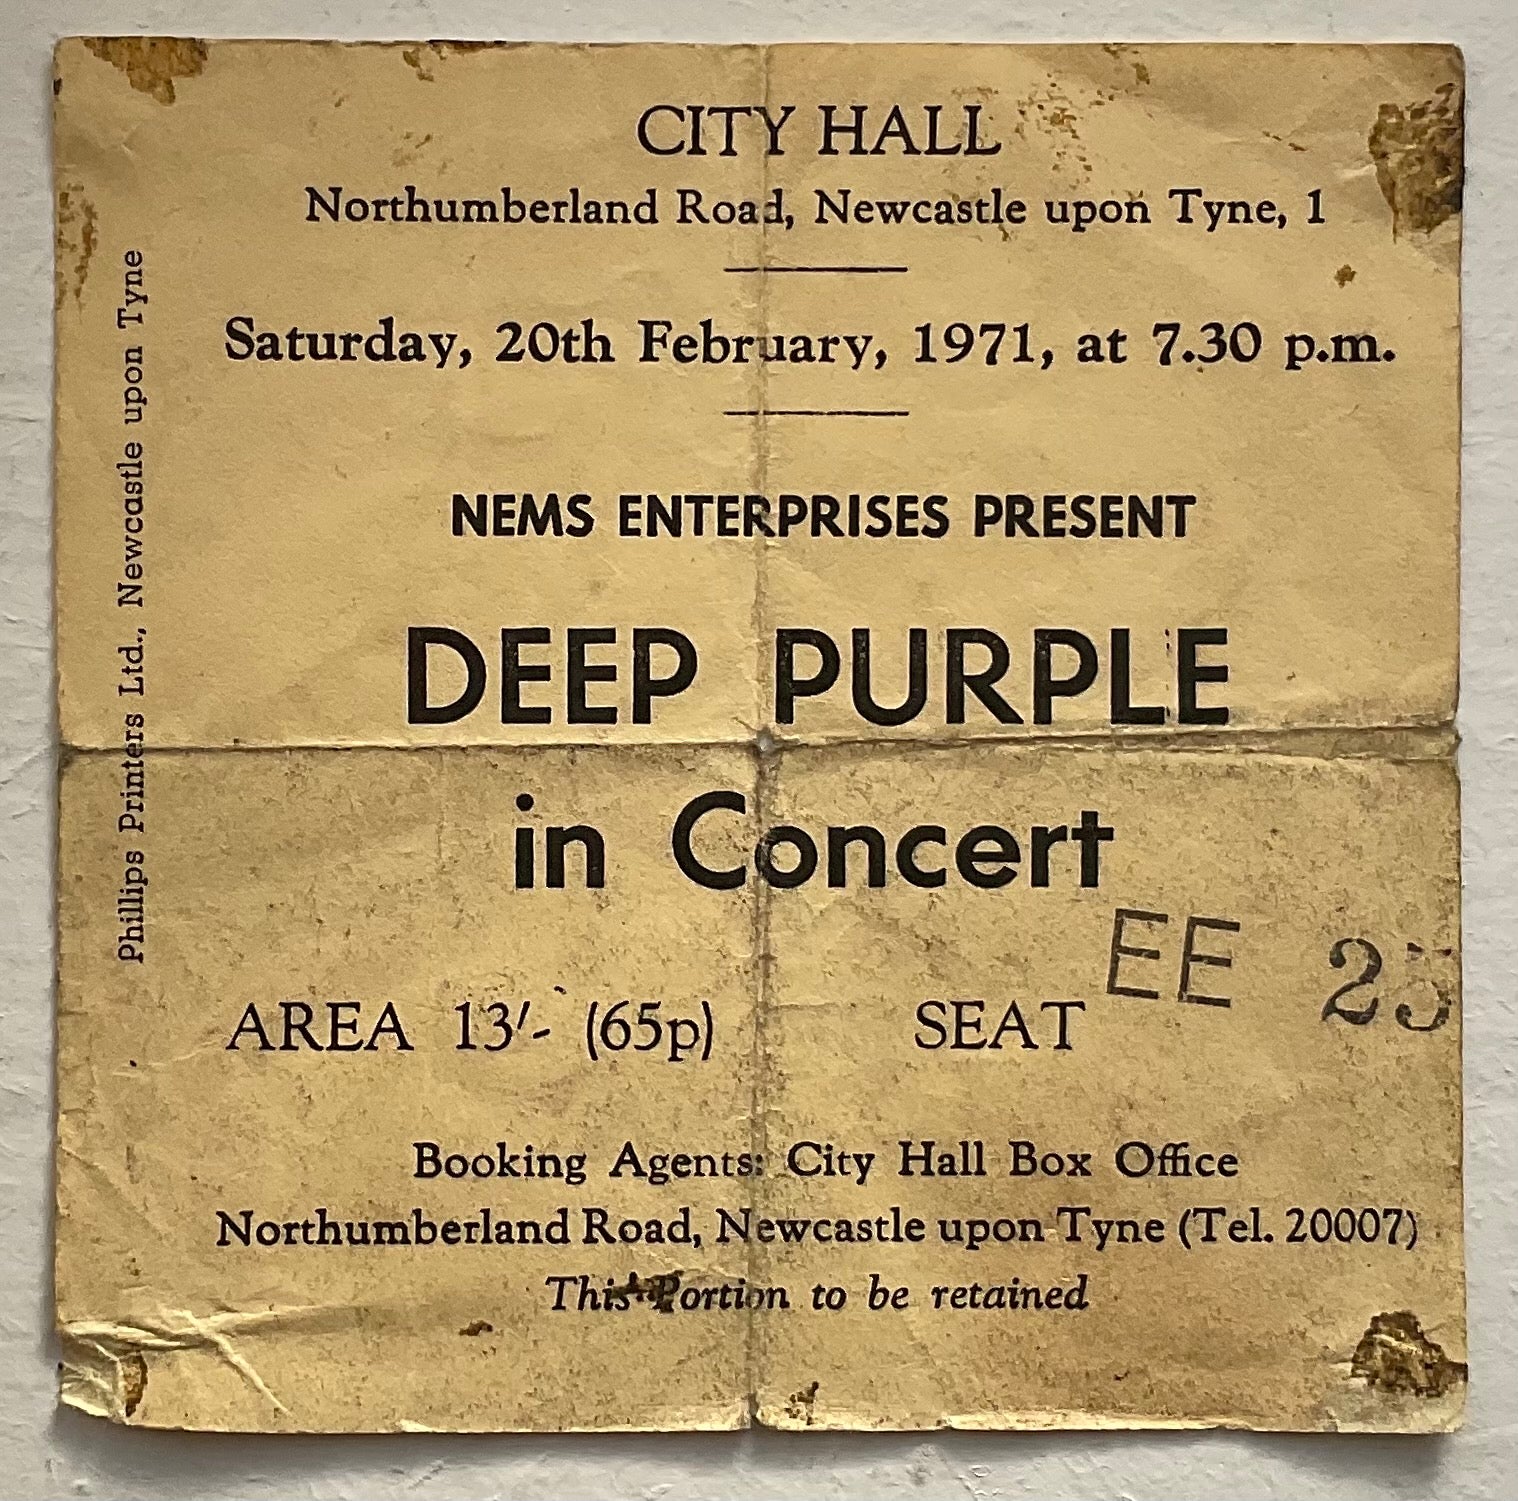 CITY HALL
Northumberland Road, Newcastle upon Tyne, 1
Saturday, 20th February, 1971, at 7.30 p.m.
NEMS ENTERPRISES PRESENT
DEEP PURPLE
in Concert
EE 25
AREA 13/- (65p) SEAT
Booking Agents: City Hall Box Office
Northumberland Road, Newcastle upon Tyne (Tel. 20007)
This Portion to be retained
Phillips Printers Ltd., Newcastle upon Tyne